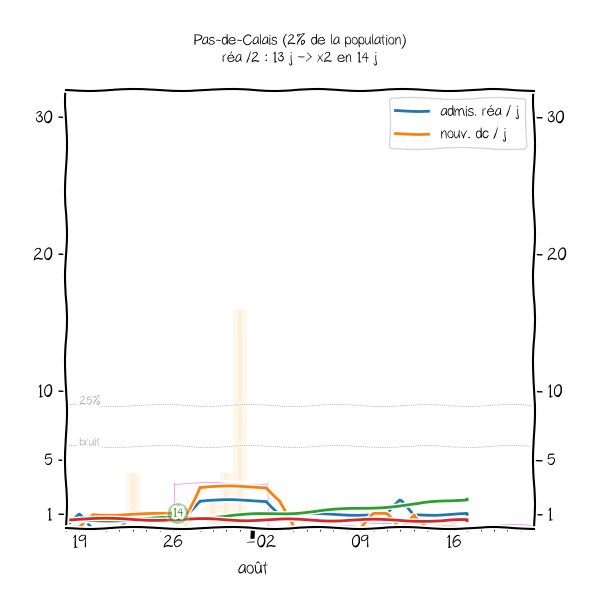 Pas-de-Calais (2% de la population)
réa /2 : 13 j -> x2 en 14 j
admis. réa / j
nouv. dc / j
30
30
20
20
10
10
25%
bruit
5
5
14
1
1
19
26
02
09
16
août